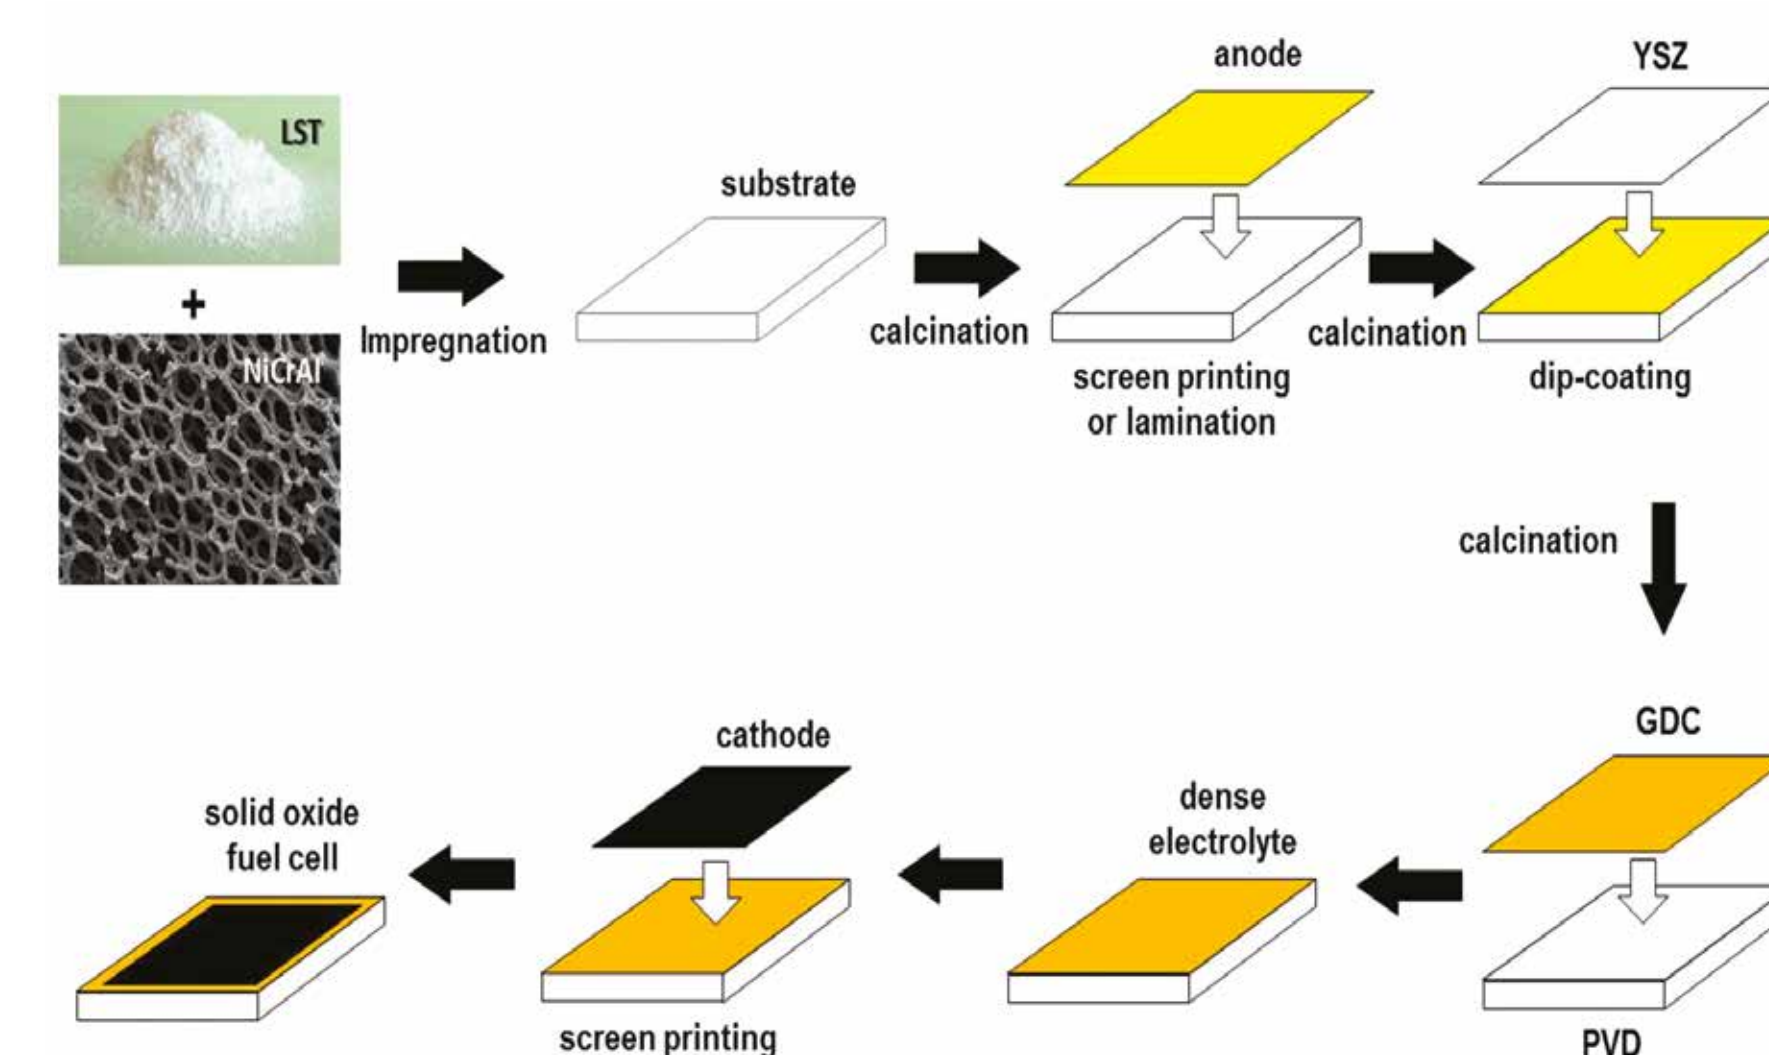 LST
+
NiCrAl
Impregnation
substrate
calcination
anode
screen printing
or lamination
calcination
YSZ
dip-coating
calcination
GDC
PVD
dense
electrolyte
cathode
screen printing
solid oxide
fuel cell